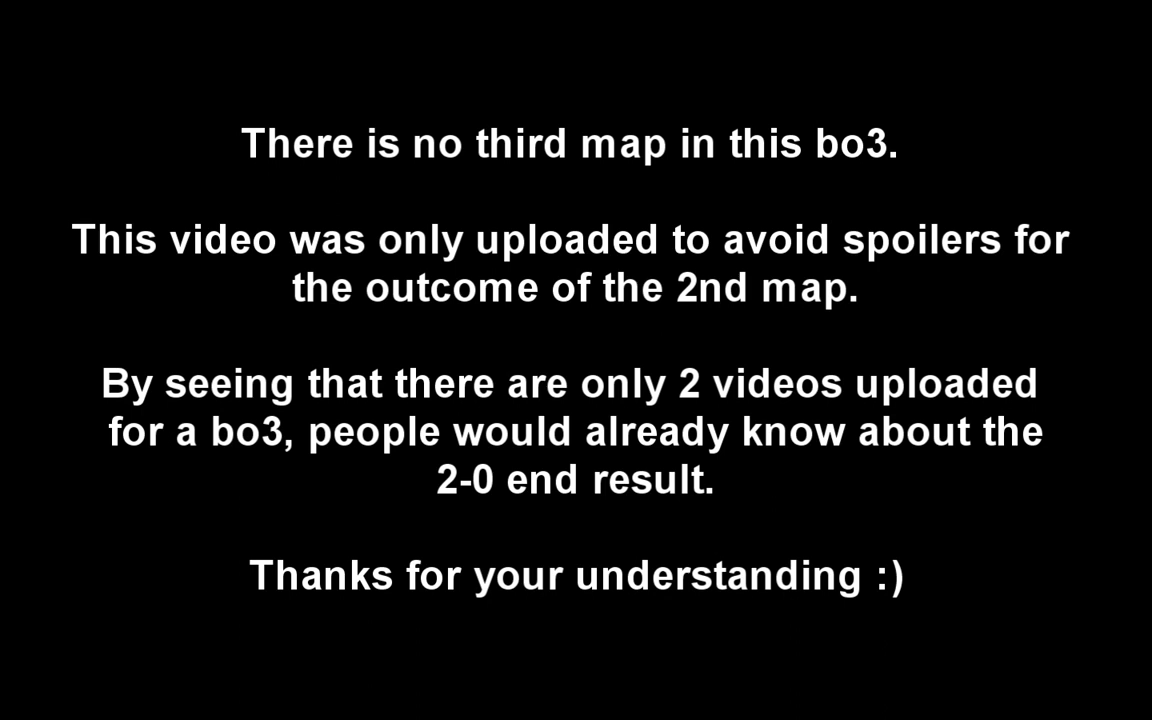 There is no third map in this bo3.
This video was only uploaded to avoid spoilers for
the outcome of the 2nd map.
By seeing that there are only 2 videos uploaded
for a bo3, people would already know about the
2-0 end result.
Thanks for your understanding :)